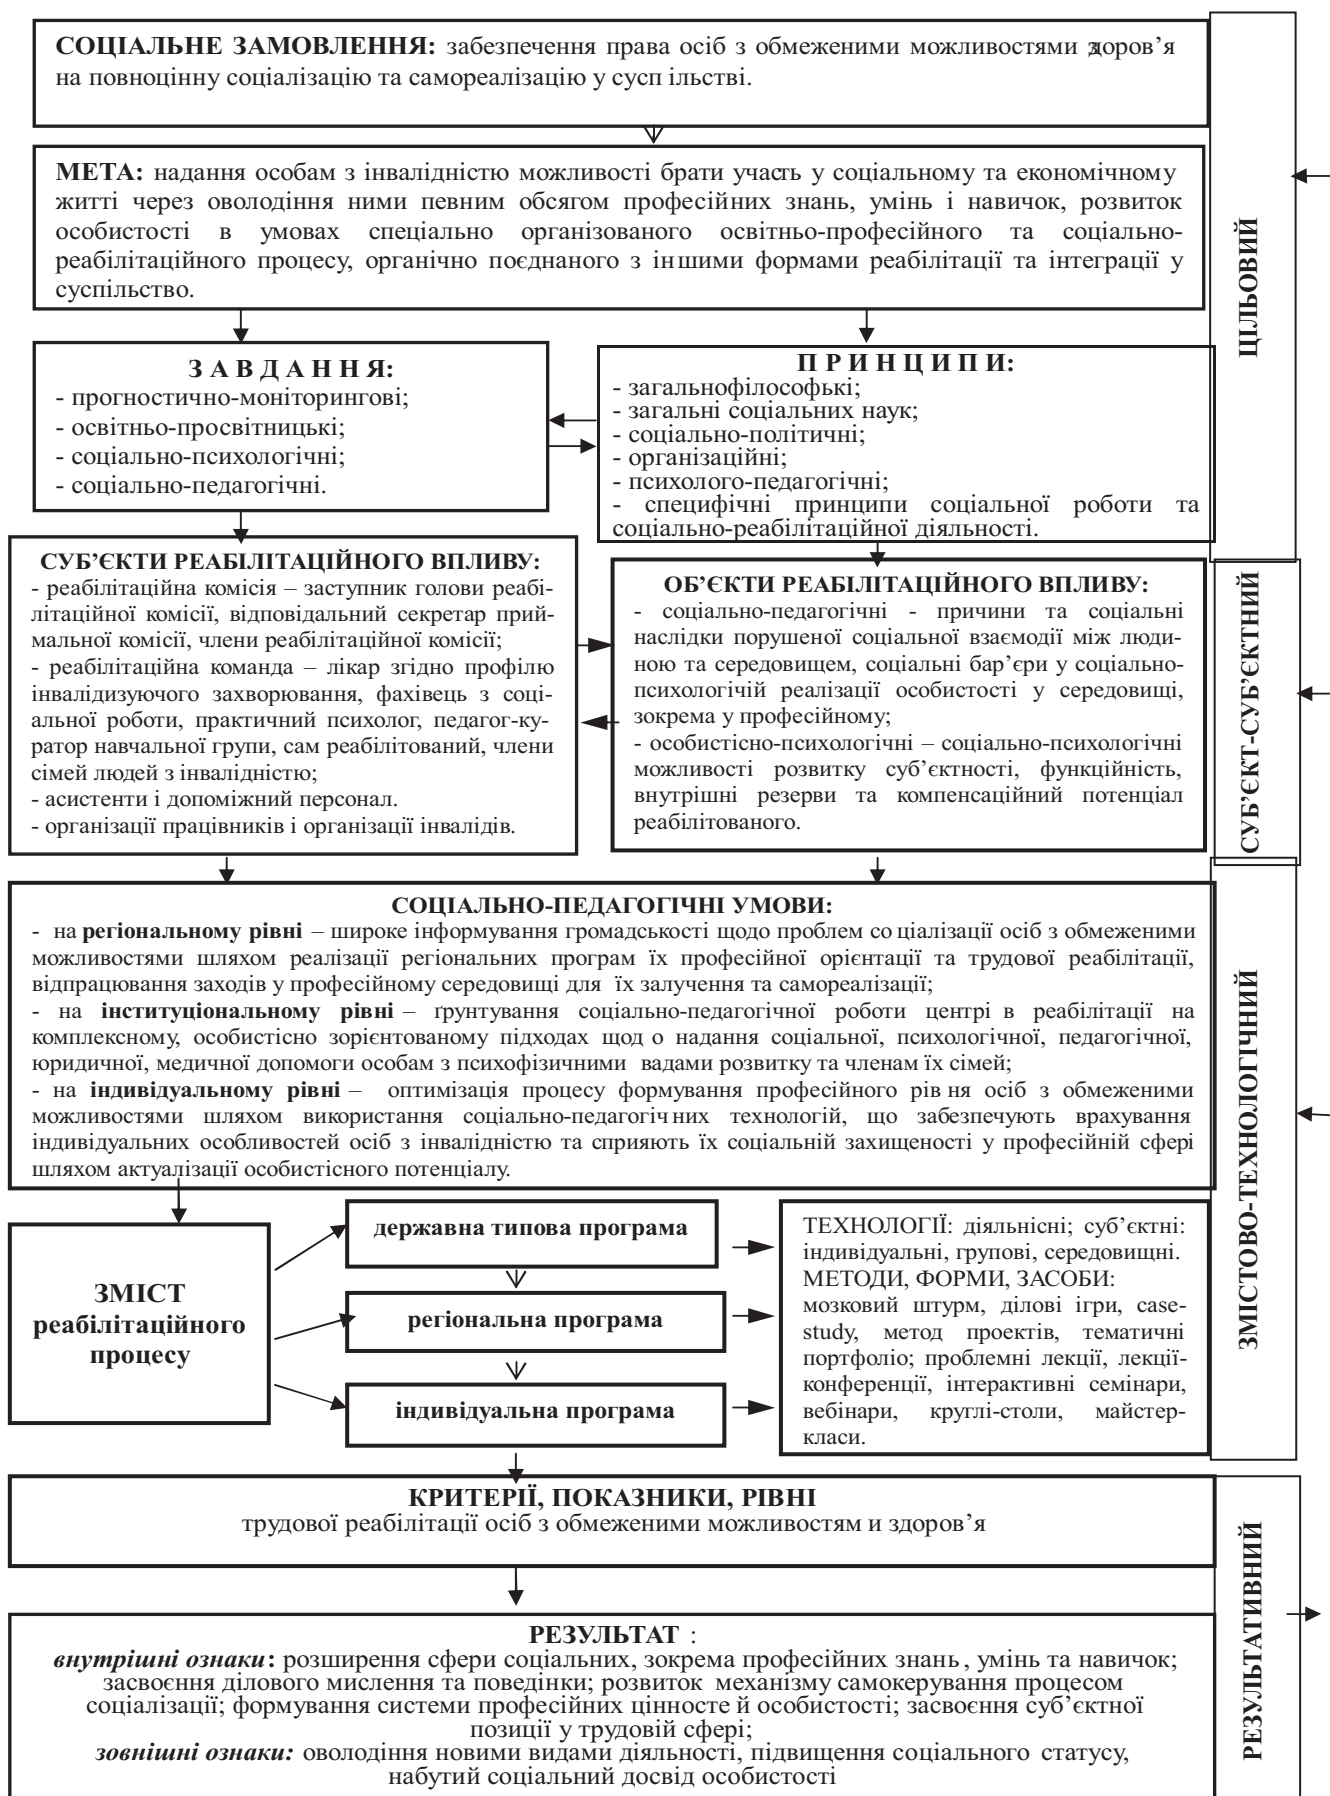 СОЦІАЛЬНЕ ЗАМОВЛЕННЯ: забезпечення права осіб з обмеженими можливостями здоров’я
на повноцінну соціалізацію та самореалізацію у сусп ільстві.
МЕТА: надання особам з інвалідністю можливості брати участь у соціальному та економічному
житті через оволодіння ними певним обсягом професійних знань, умінь і навичок, розвиток
особистості в умовах спеціально організованого освітньо-професійного та соціально-
реабілітаційного процесу, органічно поєднаного з іншими формами реабілітації та інтеграції у
суспільство.
З А В Д А Н Н Я:
- прогностично-моніторингові;
- освітньо-просвітницькі;
- соціально-психологічні;
- соціально-педагогічні.
П Р И Н Ц И П И:
- загальнофілософькі;
- загальні соціальних наук;
- соціально-політичні;
- організаційні;
- психолого-педагогічні;
- специфічні принципи соціальної роботи та
соціально-реабілітаційної діяльності.
ЦІЛЬОВИЙ
СУБ’ЄКТИ РЕАБІЛІТАЦІЙНОГО ВПЛИВУ:
- реабілітаційна комісія – заступник голови реабі-
літаційної комісії, відповідальний секретар прий-
мальної комісії, члени реабілітаційної комісії;
- реабілітаційна команда – лікар згідно профілю
інвалідизуючого захворювання, фахівець з соці-
альної роботи, практичний психолог, педагог-ку-
ратор навчальної групи, сам реабілітований, члени
сімей людей з інвалідністю;
- асистенти і допоміжний персонал.
- організації працівників і організації інвалідів.
ОБ’ЄКТИ РЕАБІЛІТАЦІЙНОГО ВПЛИВУ:
- соціально-педагогічні - причини та соціальні
наслідки порушеної соціальної взаємодії між люди-
ною та середовищем, соціальні бар’єри у соціально-
психологічій реалізації особистості у середовищі,
зокрема у професійному;
- особистісно-психологічні – соціально-психологічні
можливості розвитку суб’єктності, функційність,
внутрішні резерви та компенсаційний потенціал
реабілітованого.
СУБ’ЄКТ-СУБ’ЄКТНИЙ
СОЦІАЛЬНО-ПЕДАГОГІЧНІ УМОВИ:
- на регіональному рівні – широке інформування громадськості щодо проблем со ціалізації осіб з обмеженими
можливостями шляхом реалізації регіональних програм їх професійної орієнтації та трудової реабілітації,
відпрацювання заходів у професійному середовищі для їх залучення та самореалізації;
- на інституціональному рівні – ґрунтування соціально-педагогічної роботи центрі в реабілітації на
комплексному, особистісно зорієнтованому підходах щод о надання соціальної, психологічної, педагогічної,
юридичної, медичної допомоги особам з психофізичними вадами розвитку та членам їх сімей;
- на індивідуальному рівні – оптимізація процесу формування професійного рів ня осіб з обмеженими
можливостями шляхом використання соціально-педагогіч них технологій, що забезпечують врахування
індивідуальних особливостей осіб з інвалідністю та сприяють їх соціальній захищеності у професійній сфері
шляхом актуалізації особистісного потенціалу.
ЗМІСТ
реабілітаційного
процесу
державна типова програма
регіональна програма
індивідуальна програма
ТЕХНОЛОГІЇ: діяльнісні; суб’єктні:
індивідуальні, групові, середовищні.
МЕТОДИ, ФОРМИ, ЗАСОБИ:
мозковий штурм, ділові ігри, case-
study, метод проектів, тематичні
портфоліо; проблемні лекції, лекції-
конференції, інтерактивні семінари,
вебінари, круглі-столи, майстер-
класи.
ЗМІСТОВО-ТЕХНОЛОГІЧНИЙ
КРИТЕРІЇ, ПОКАЗНИКИ, РІВНІ
трудової реабілітації осіб з обмеженими можливостям и здоров’я
РЕЗУЛЬТАТ :
внутрішні ознаки: розширення сфери соціальних, зокрема професійних знань , умінь та навичок;
засвоєння ділового мислення та поведінки; розвиток механізму самокерування процесом
соціалізації; формування системи професійних цінносте й особистості; засвоєння суб’єктної
позиції у трудовій сфері;
зовнішні ознаки: оволодіння новими видами діяльності, підвищення соціального статусу,
набутий соціальний досвід особистості
РЕЗУЛЬТАТИВНИЙ